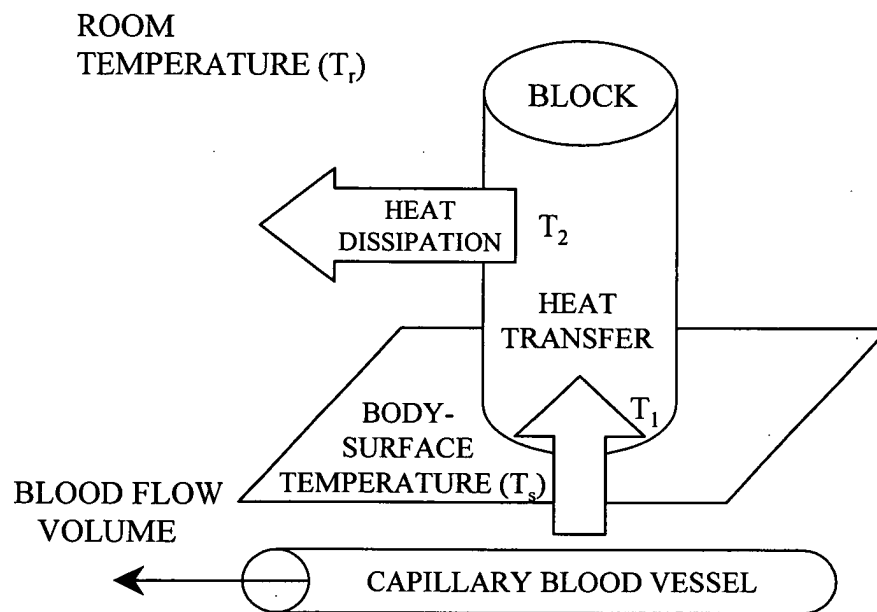 ROOM
TEMPERATURE (Tᵣ)
BLOCK
HEAT
DISSIPATION
T₂
HEAT
TRANSFER
T₁
BODY-
SURFACE
TEMPERATURE (Tₛ)
BLOOD FLOW
VOLUME
CAPILLARY BLOOD VESSEL